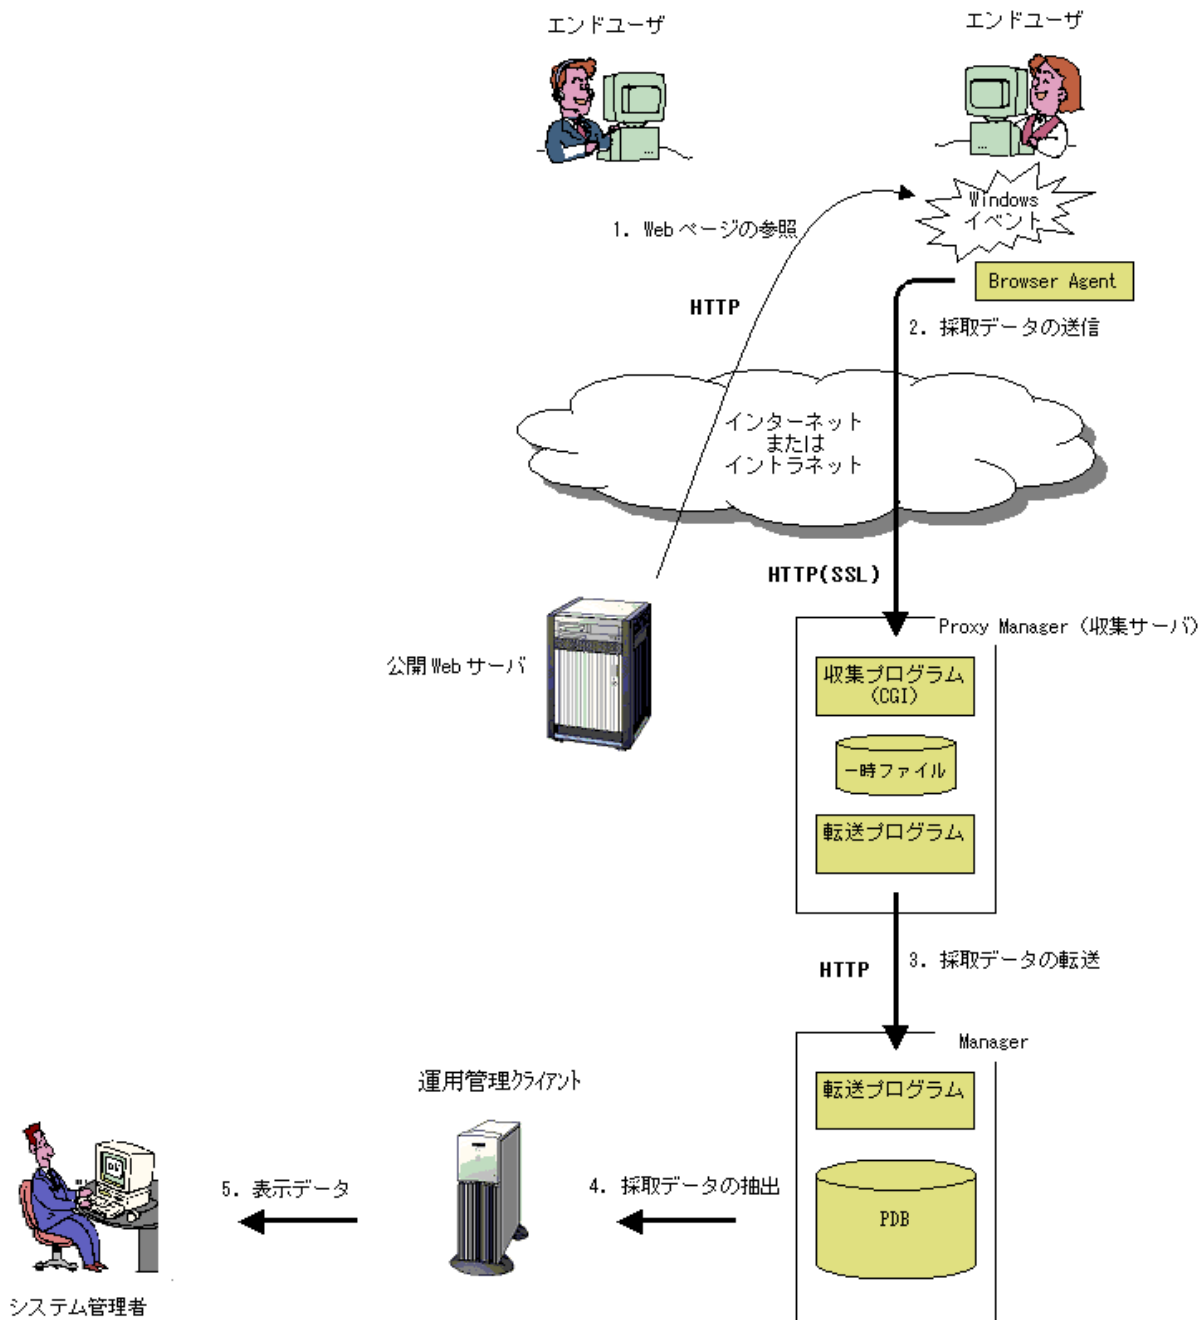 エンドユーザ
エンドユーザ
Windows
イベント
1. Webページの参照
Browser Agent
HTTP
2. 採取データの送信
インターネット
または
イントラネット
HTTP(SSL)
Proxy Manager (収集サーバ)
公開Webサーバ
収集プログラム
(CGI)
一時ファイル
転送プログラム
HTTP
3. 採取データの転送
Manager
運用管理クライアント
転送プログラム
5. 表示データ
4. 採取データの抽出
PDB
システム管理者